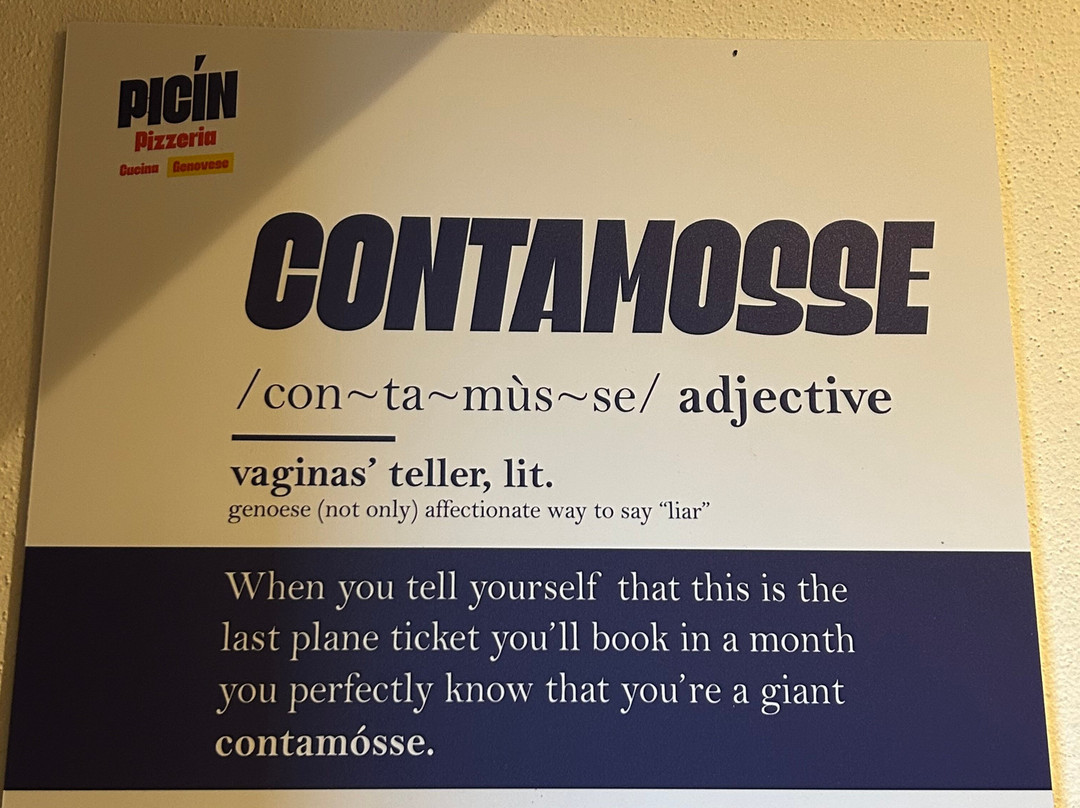 PICÍN
Pizzeria
Cucina Genovese
CONTAMOSSE
/con~ta~mùs~se/ adjective
vaginas’ teller, lit.
genoese (not only) affectionate way to say “liar”
When you tell yourself that this is the
last plane ticket you’ll book in a month
you perfectly know that you’re a giant
contamósse.